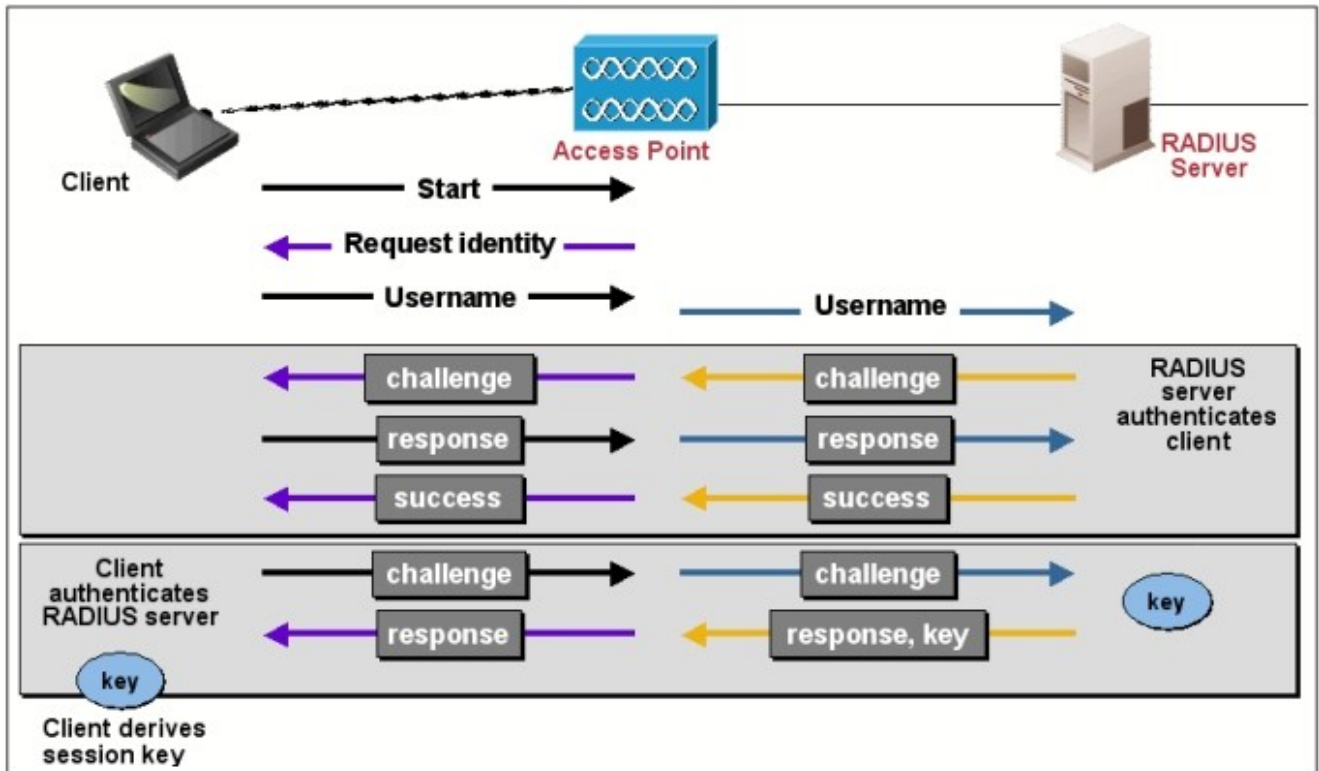 Client
Access Point
RADIUS
Server
Start
Request identity
Username
Username
challenge
challenge
RADIUS
server
authenticates
client
response
response
success
success
Client
authenticates
RADIUS server
challenge
challenge
key
response
response, key
key
Client derives
session key